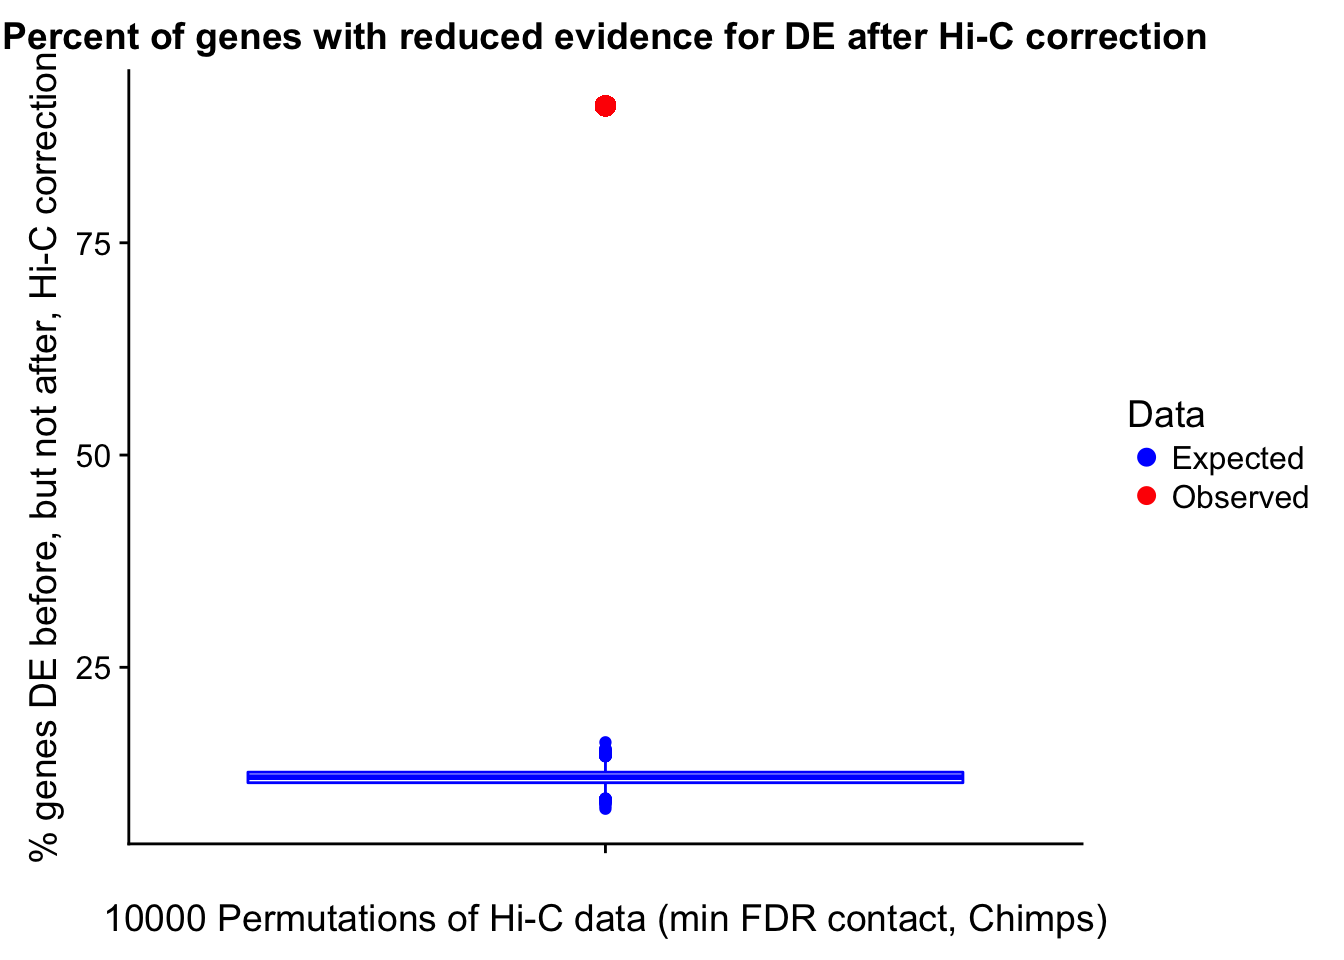 Percent of genes with reduced evidence for DE after Hi-C correction
% genes DE before, but not after, Hi-C correction
75
50
25
Data
Expected
Observed
10000 Permutations of Hi-C data (min FDR contact, Chimps)